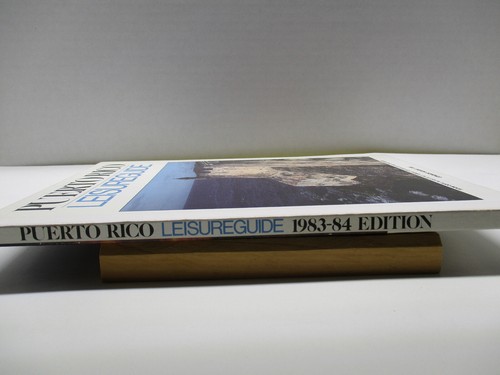 PUERTO RICO
LEISUREGUIDE
PUERTO RICO LEISUREGUIDE 1983-84 EDITION